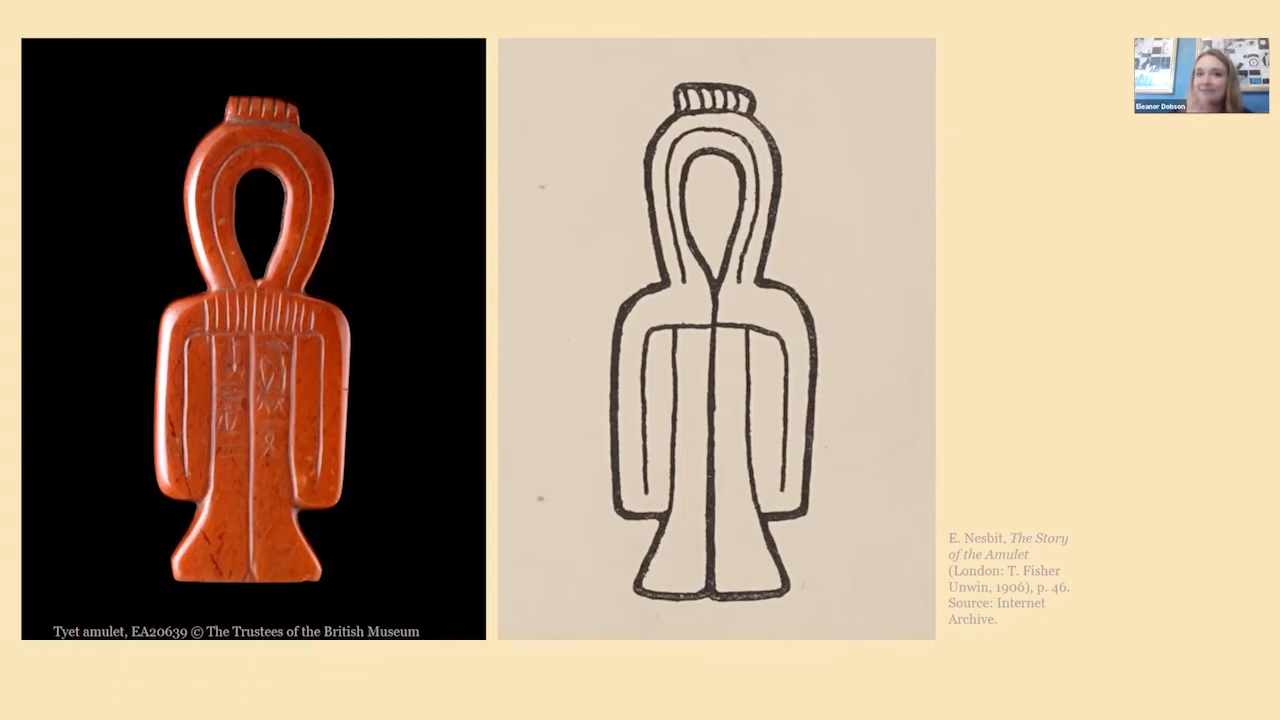 Eleanor Dobson
Tyet amulet, EA20639 © The Trustees of the British Museum
E. Nesbit, The Story
of the Amulet
(London: T. Fisher
Unwin, 1906), p. 46.
Source: Internet
Archive.